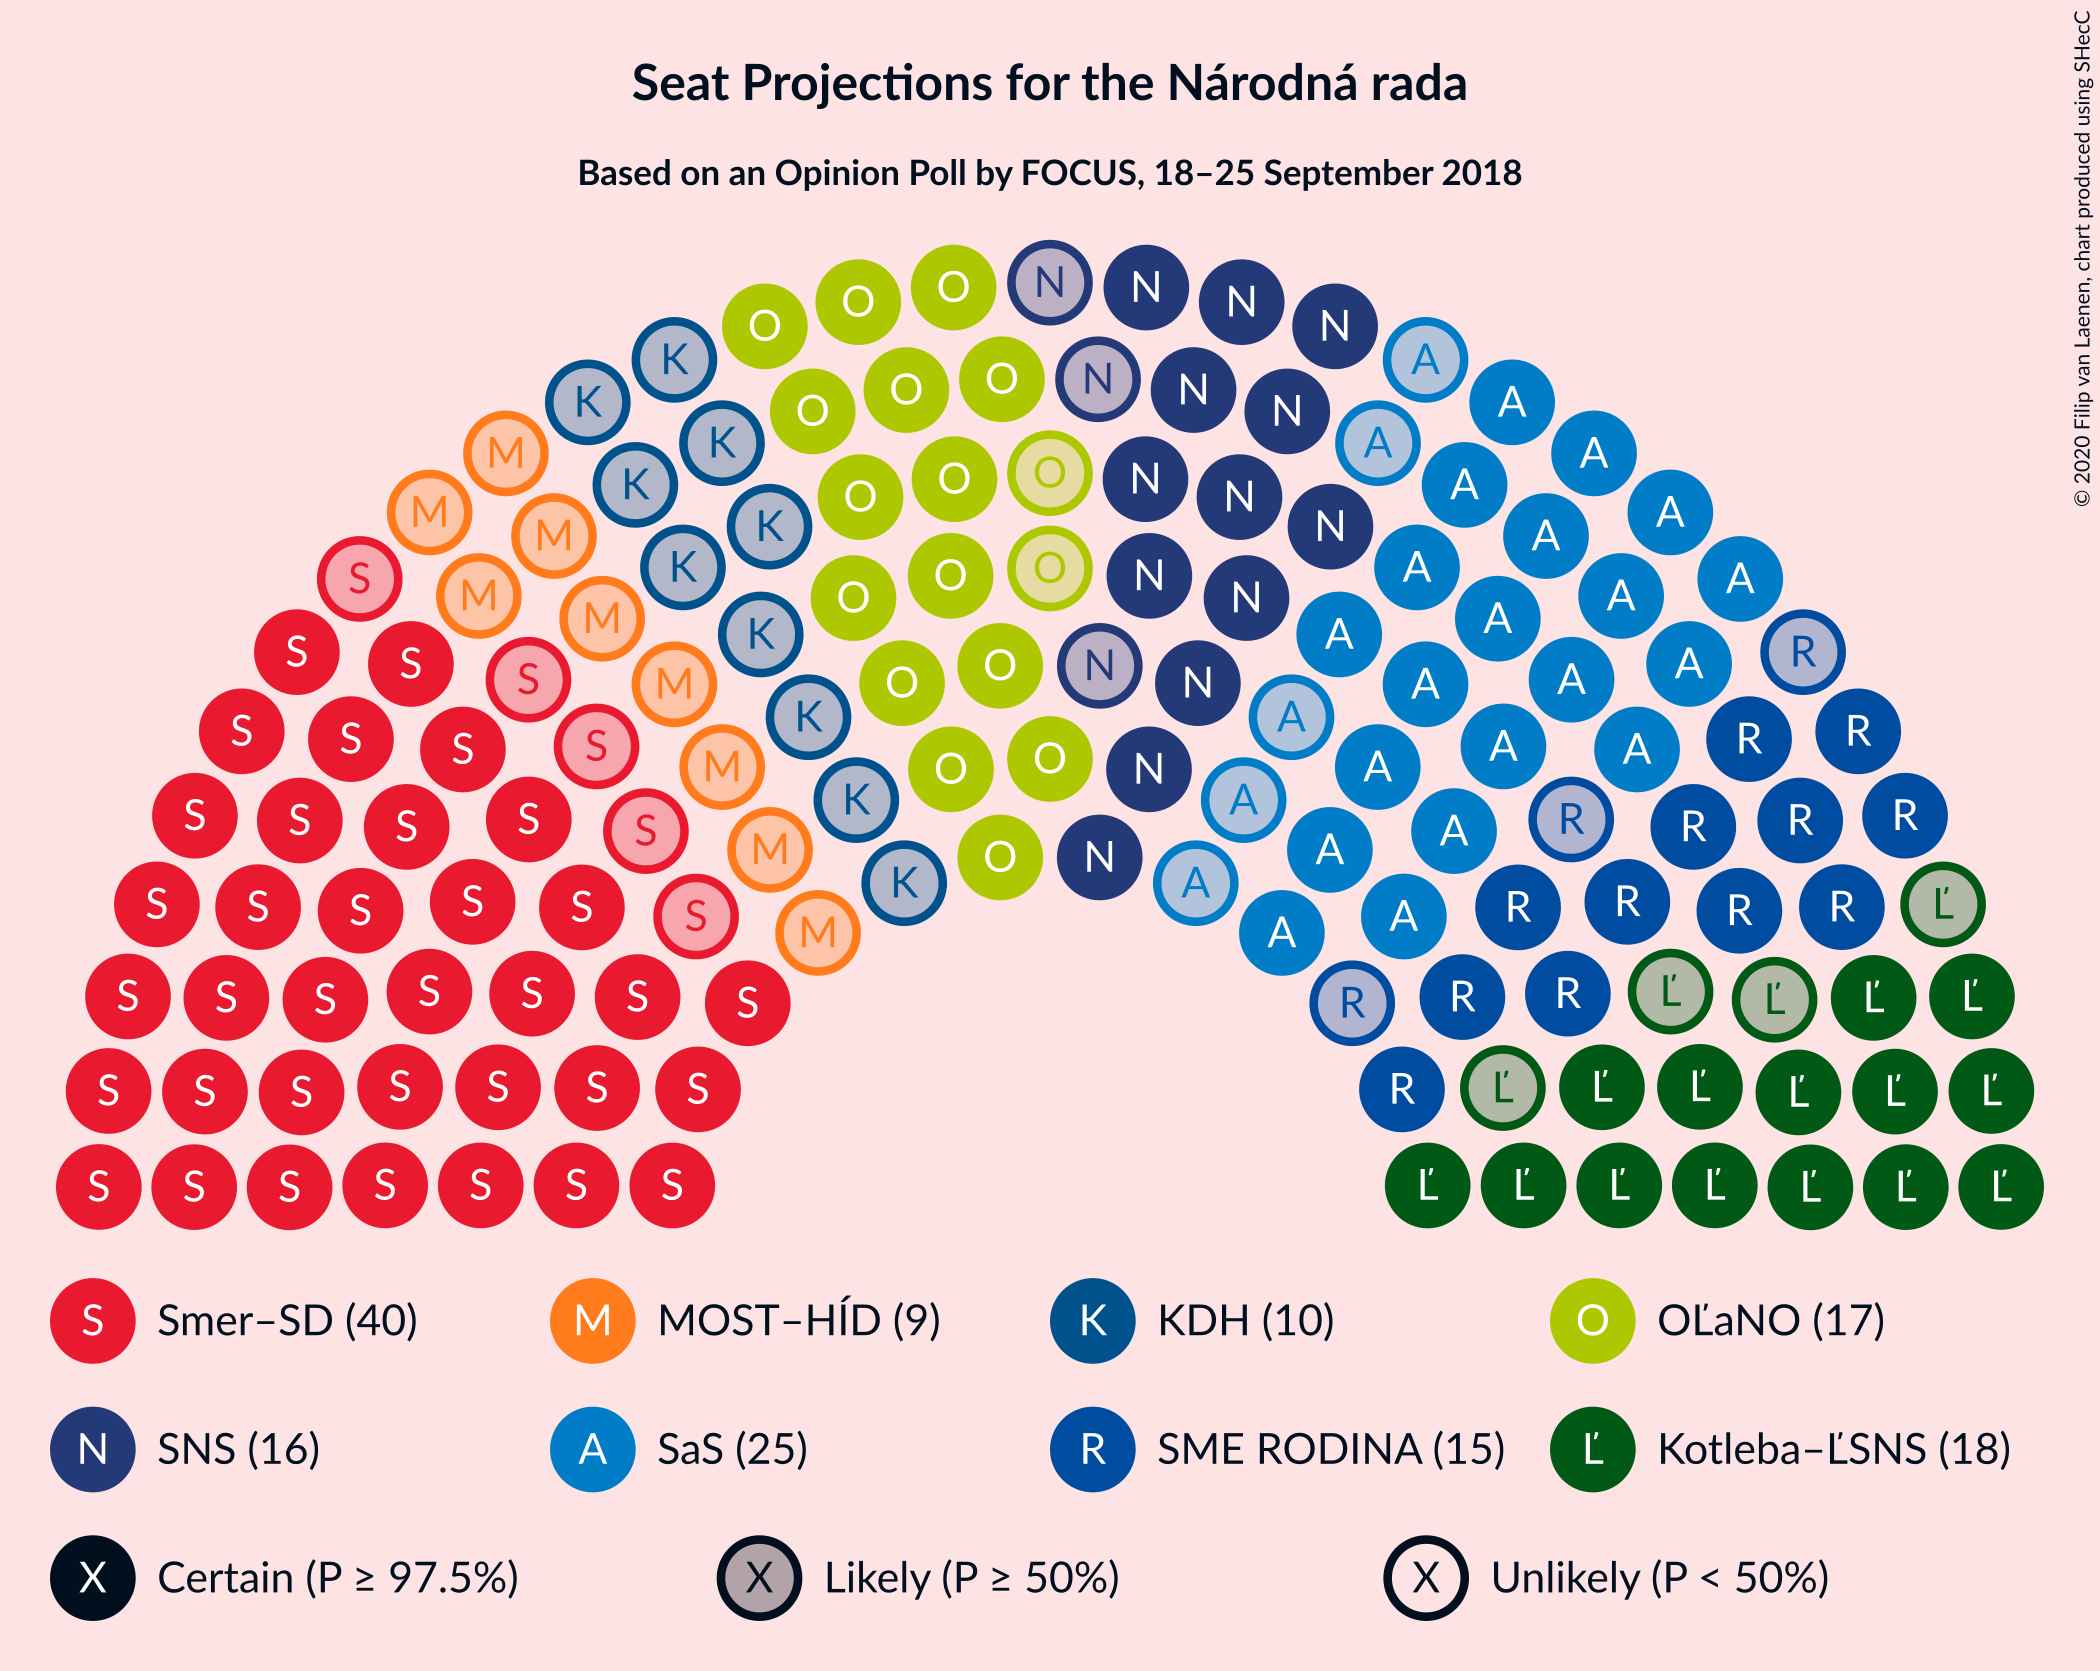 Seat Projections for the Národná rada
Based on an Opinion Poll by FOCUS, 18–25 September 2018
© 2020 Filip van Laenen, chart produced using SHecC
S Smer–SD (40)
M MOST–HÍD (9)
K KDH (10)
O OĽaNO (17)
N SNS (16)
A SaS (25)
R SME RODINA (15)
Ľ Kotleba–ĽSNS (18)
X Certain (P ≥ 97.5%)
X Likely (P ≥ 50%)
X Unlikely (P < 50%)